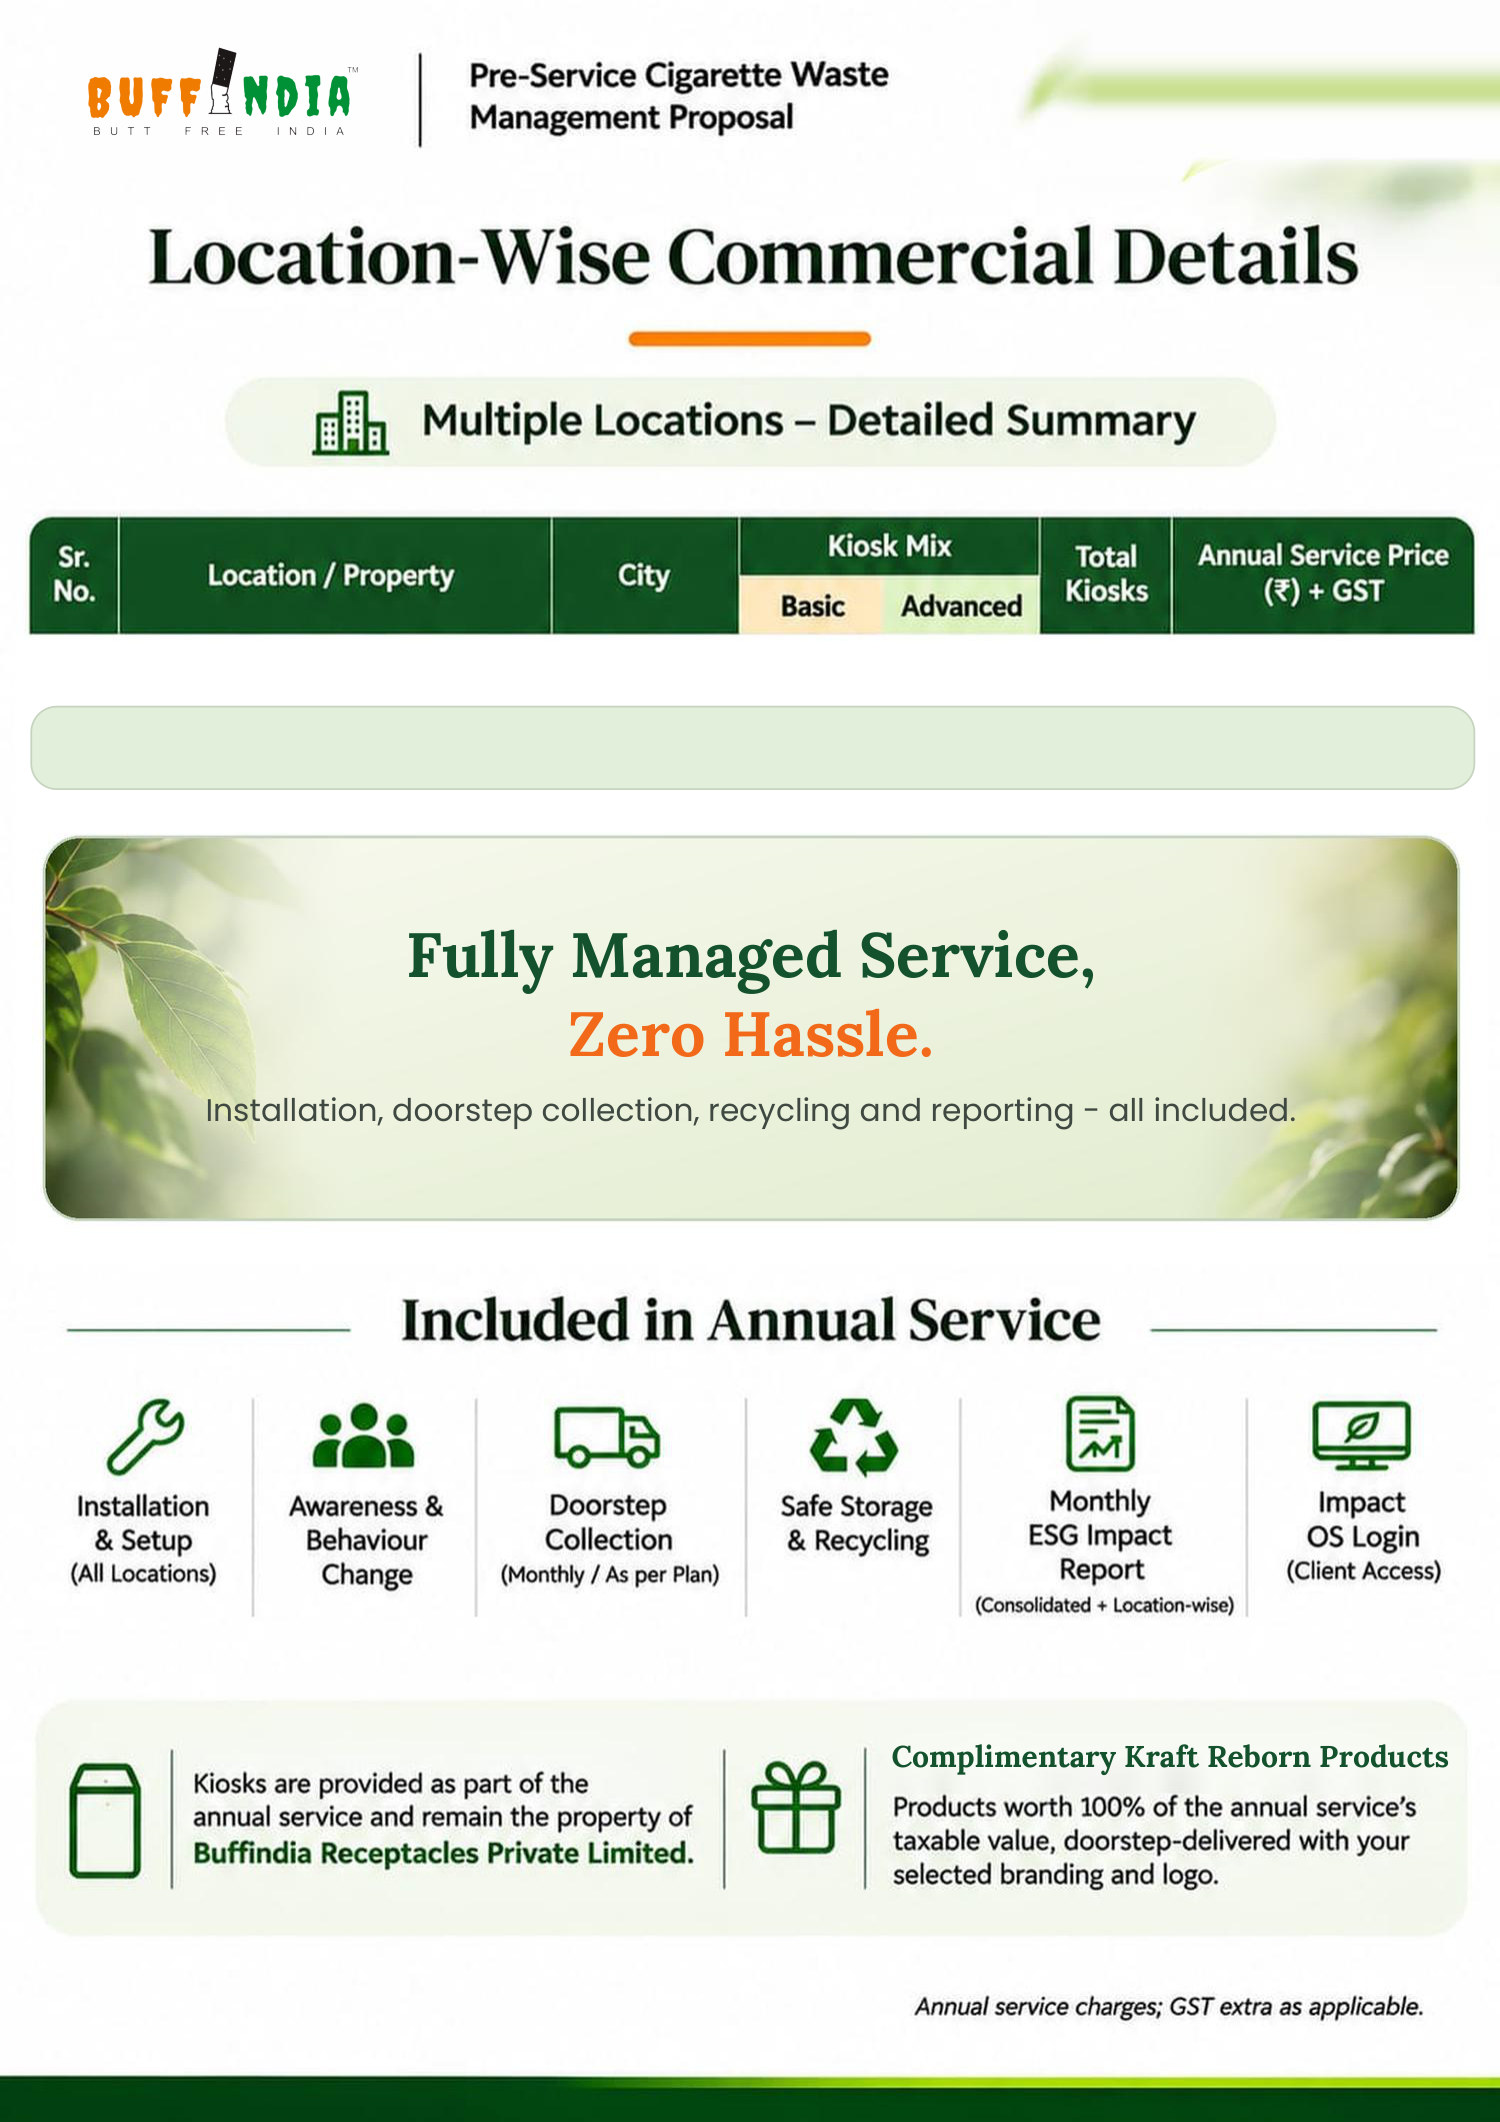 BUFFINDIA™
BUTT FREE INDIA
Pre-Service Cigarette Waste
Management Proposal
Location-Wise Commercial Details
Multiple Locations – Detailed Summary
Sr.
No.
Location / Property
City
Kiosk Mix
Basic
Advanced
Total
Kiosks
Annual Service Price
(₹) + GST
Fully Managed Service,
Zero Hassle.
Installation, doorstep collection, recycling and reporting - all included.
Included in Annual Service
Installation
& Setup
(All Locations)
Awareness &
Behaviour
Change
Doorstep
Collection
(Monthly / As per Plan)
Safe Storage
& Recycling
Monthly
ESG Impact
Report
(Consolidated + Location-wise)
Impact
OS Login
(Client Access)
Kiosks are provided as part of the
annual service and remain the property of
Buffindia Receptacles Private Limited.
Complimentary Kraft Reborn Products
Products worth 100% of the annual service's
taxable value, doorstep-delivered with your
selected branding and logo.
Annual service charges; GST extra as applicable.